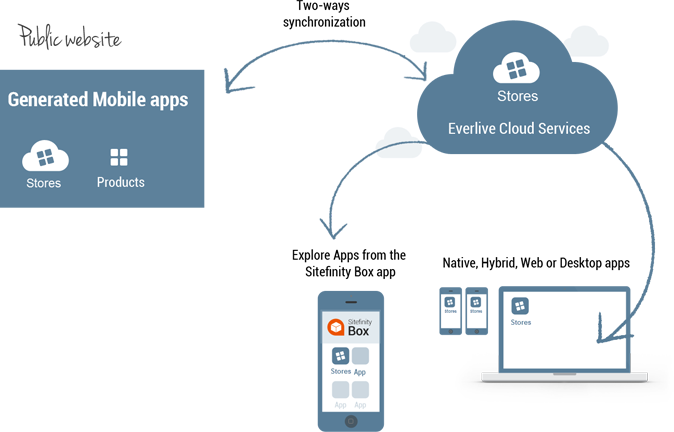 Two-ways
synchronization
Public website
Generated Mobile apps
Stores
Products
Stores
Everlive Cloud Services
Explore Apps from the
Sitefinity Box app
Sitefinity
Box
Stores App
App App
Native, Hybrid, Web or Desktop apps
Stores Stores
Stores